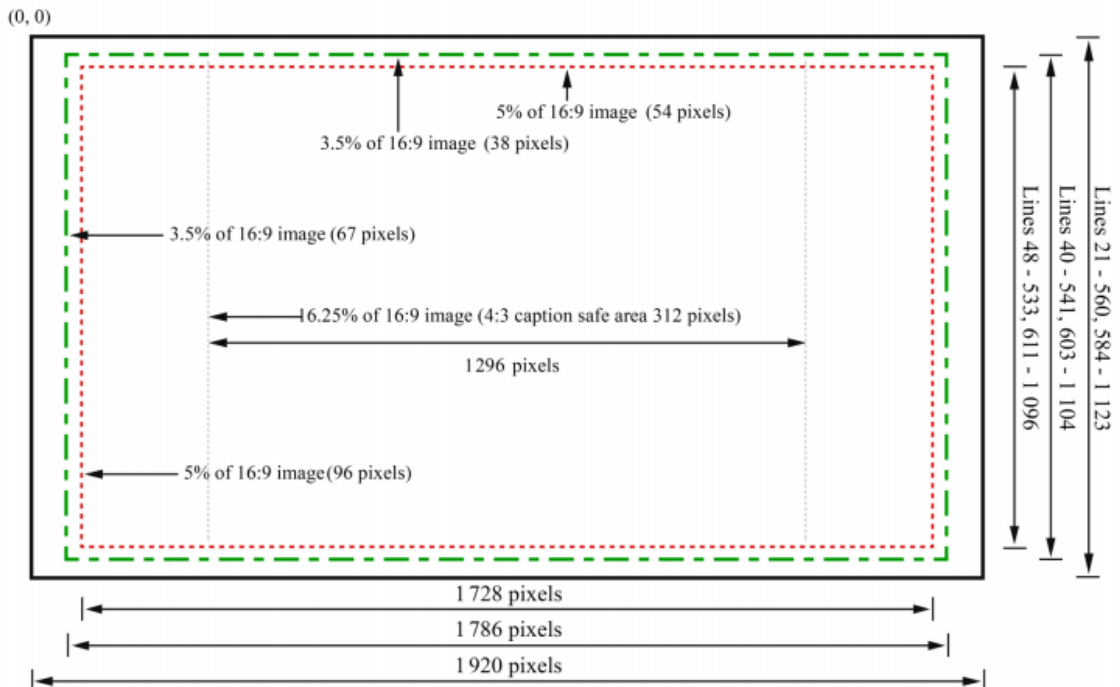 (0, 0)
5% of 16:9 image (54 pixels)
3.5% of 16:9 image (38 pixels)
3.5% of 16:9 image (67 pixels)
16.25% of 16:9 image (4:3 caption safe area 312 pixels)
1296 pixels
5% of 16:9 image (96 pixels)
1 728 pixels
1 786 pixels
1 920 pixels
Lines 48 - 533, 611 - 1 096
Lines 40 - 541, 603 - 1 104
Lines 21 - 560, 584 - 1 123